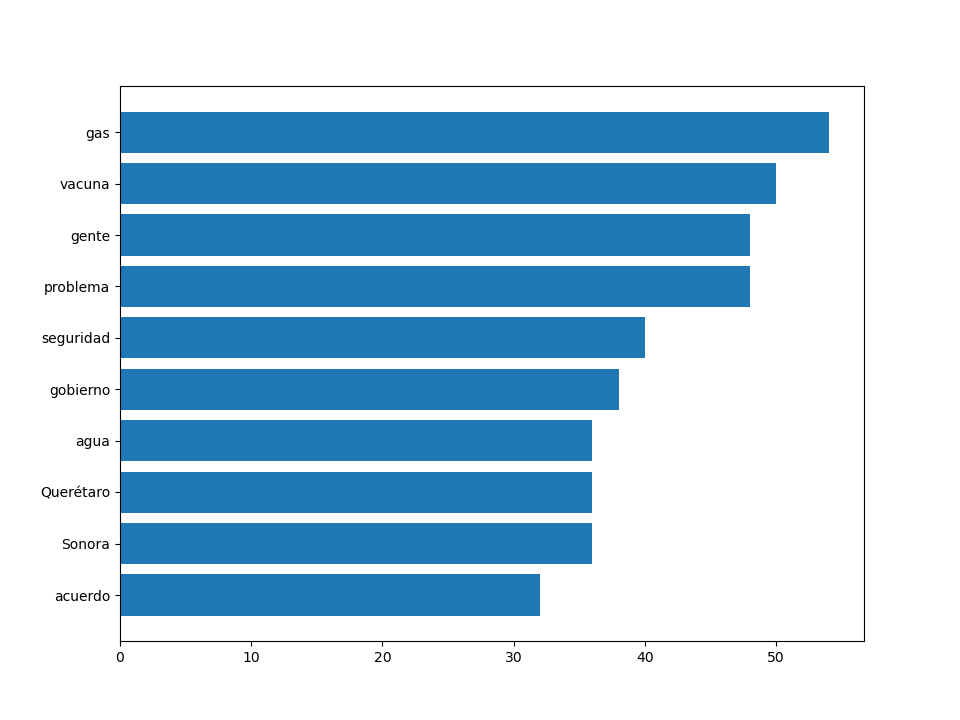 gas
vacuna
gente
problema
seguridad
gobierno
agua
Querétaro
Sonora
acuerdo
0 10 20 30 40 50